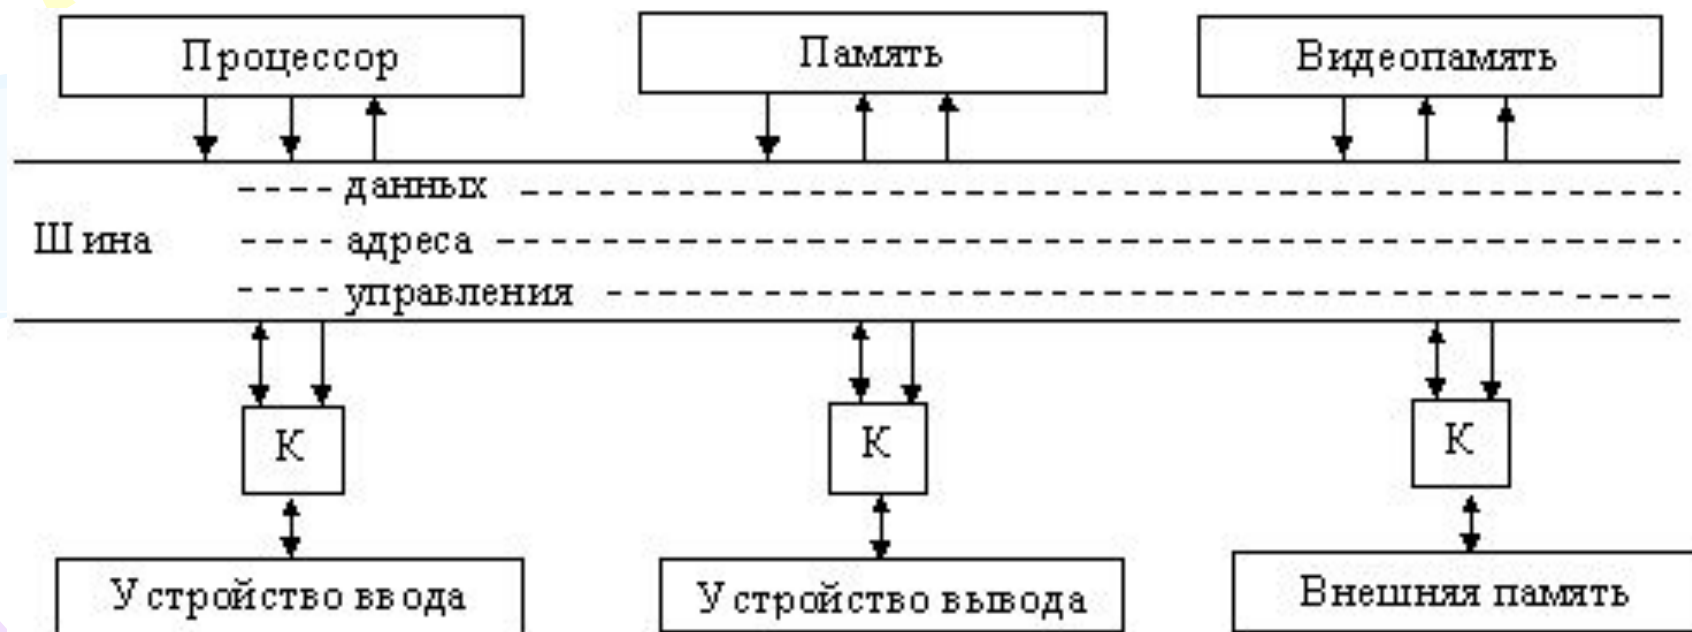 Процессор
Память
Видеопамять
данных
Шина
адреса
управления
К
К
К
Устройство ввода
Устройство вывода
Внешняя память